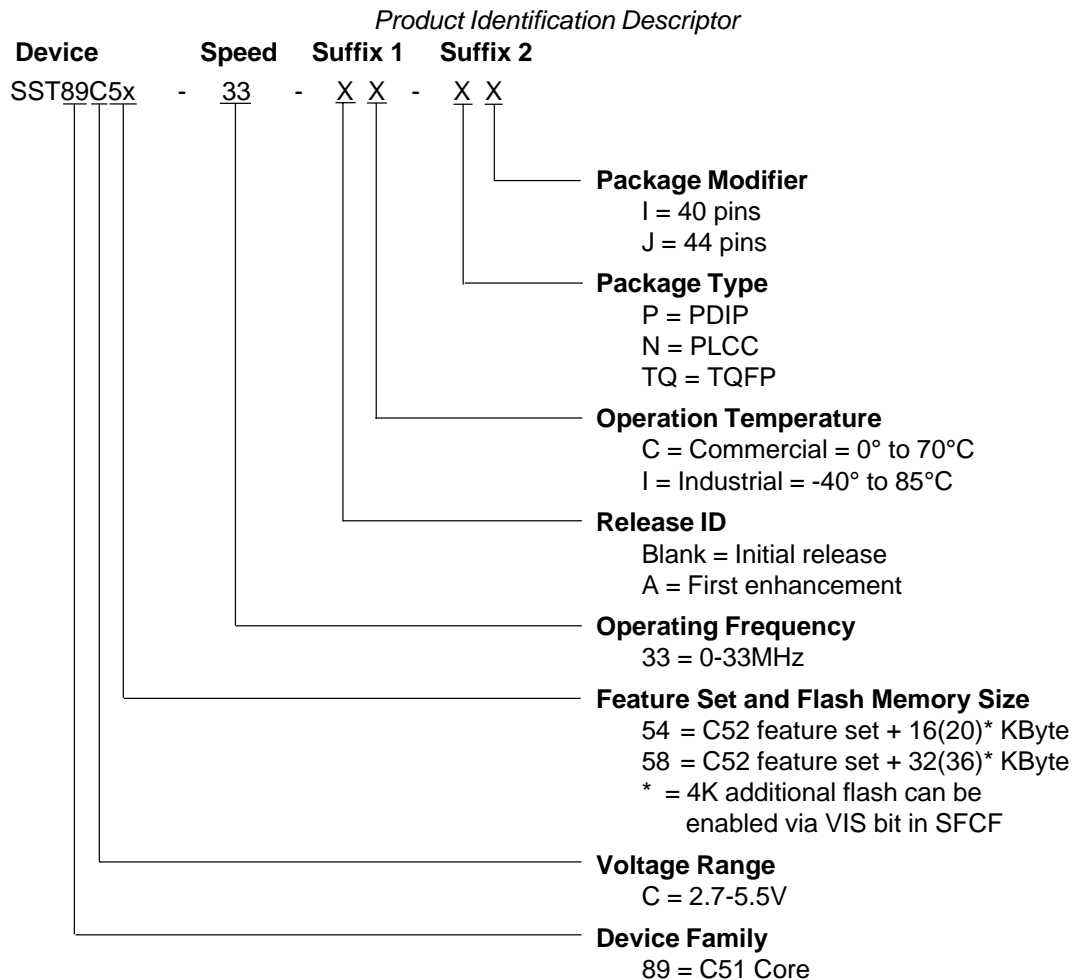 Product Identification Descriptor
Device Speed Suffix 1 Suffix 2
SST89C5x - 33 - X X - X X
Package Modifier
I = 40 pins
J = 44 pins
Package Type
P = PDIP
N = PLCC
TQ = TQFP
Operation Temperature
C = Commercial = 0° to 70°C
I = Industrial = -40° to 85°C
Release ID
Blank = Initial release
A = First enhancement
Operating Frequency
33 = 0-33MHz
Feature Set and Flash Memory Size
54 = C52 feature set + 16(20)* KByte
58 = C52 feature set + 32(36)* KByte
* = 4K additional flash can be
enabled via VIS bit in SFCF
Voltage Range
C = 2.7-5.5V
Device Family
89 = C51 Core